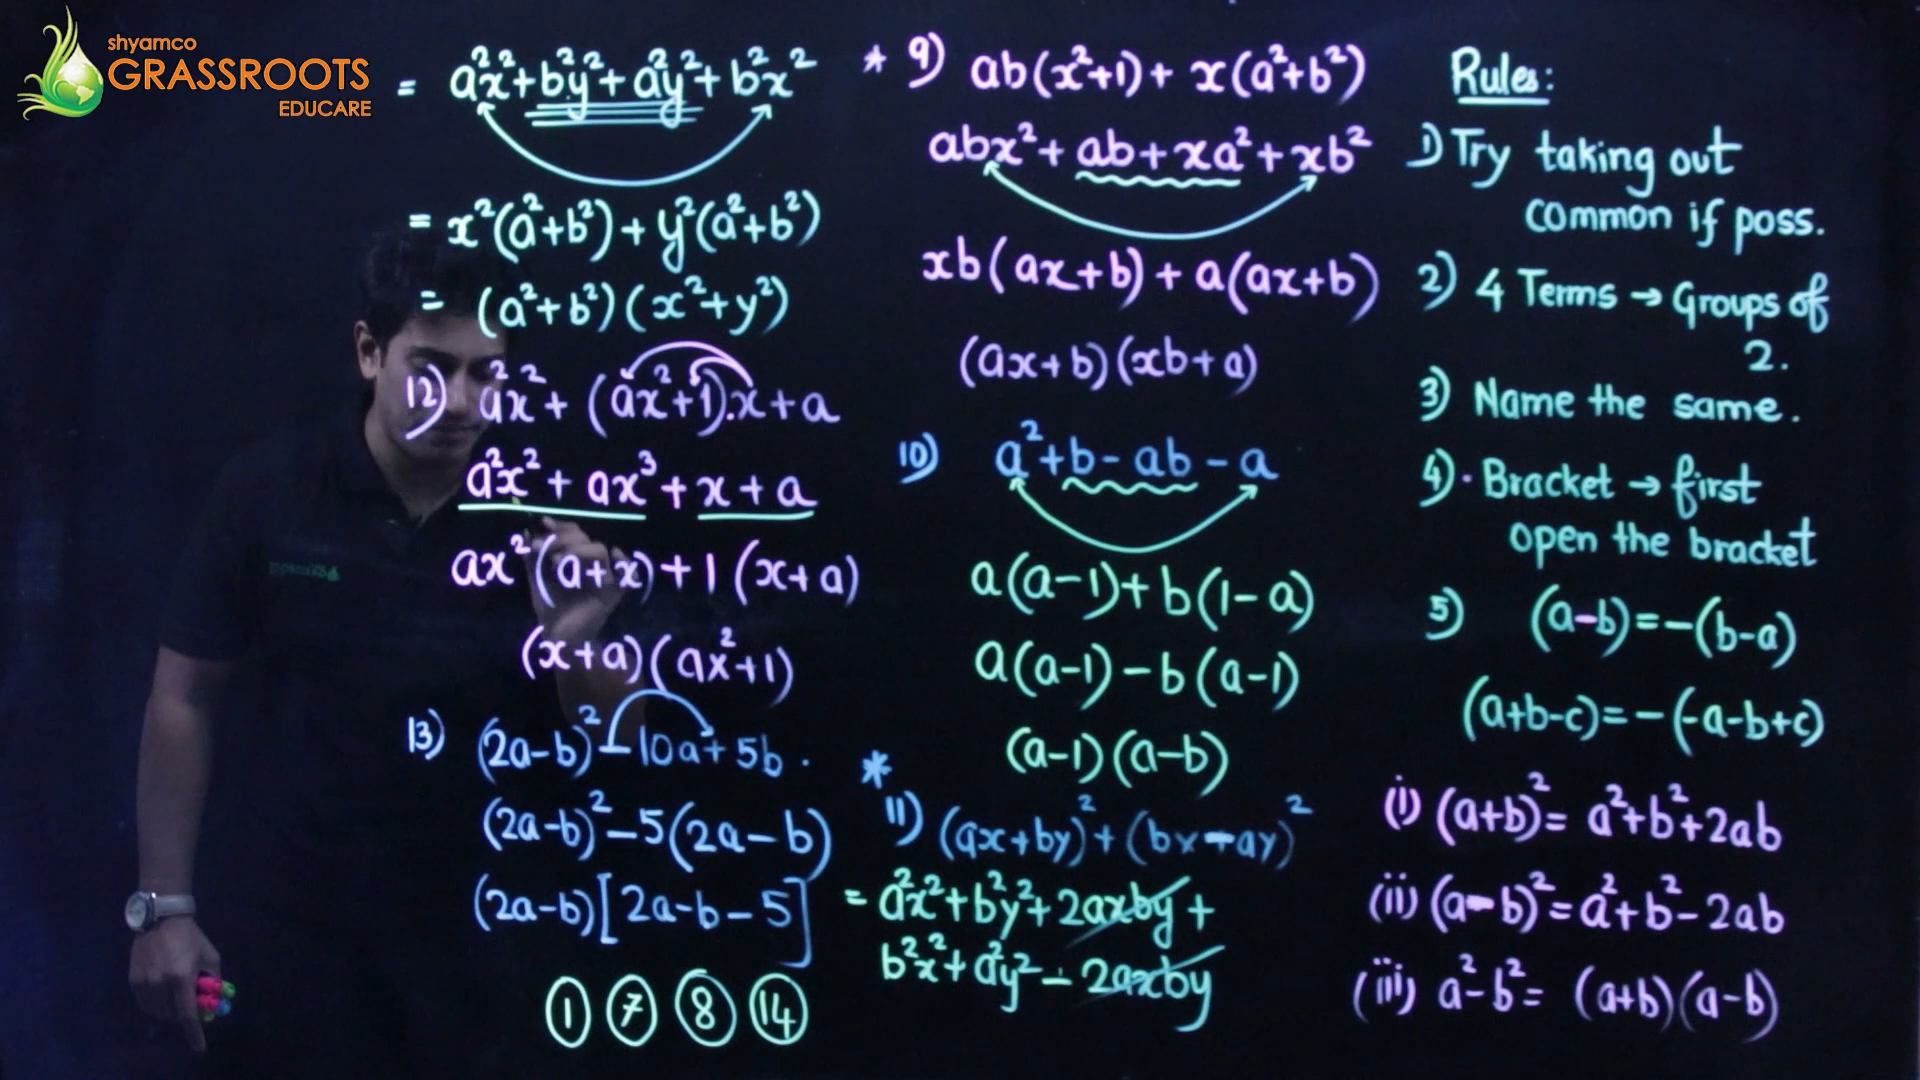 shyamco
GRASSROOTS
EDUCARE
= a²x² + b²y² + a²y² + b²x²
= x²(a²+b²) + y²(a²+b²)
= (a²+b²)(x²+y²)
12) a²x² + (ax²+1).x + a
a²x² + ax³ + x + a
ax²(a+x) + 1(x+a)
(x+a)(ax²+1)
13) (2a-b)² - 10a + 5b.
(2a-b)² - 5(2a-b)
(2a-b)[2a-b-5]
1 7 8 14
* 9) ab(x²+1) + x(a²+b²)
abx² + ab + xa² + xb²
xb(ax+b) + a(ax+b)
(ax+b)(xb+a)
10) a² + b - ab - a
a(a-1) + b(1-a)
a(a-1) - b(a-1)
(a-1)(a-b)
*
11) (ax+by)² + (bx-ay)²
= a²x² + b²y² + 2axby +
b²x² + a²y² - 2axby
Rules:
1) Try taking out
common if poss.
2) 4 Terms → Groups of
2.
3) Name the same.
4) · Bracket → first
open the bracket
5) (a-b) = -(b-a)
(a+b-c) = -(-a-b+c)
(i) (a+b)² = a²+b²+2ab
(ii) (a-b)² = a²+b²-2ab
(iii) a²-b² = (a+b)(a-b)